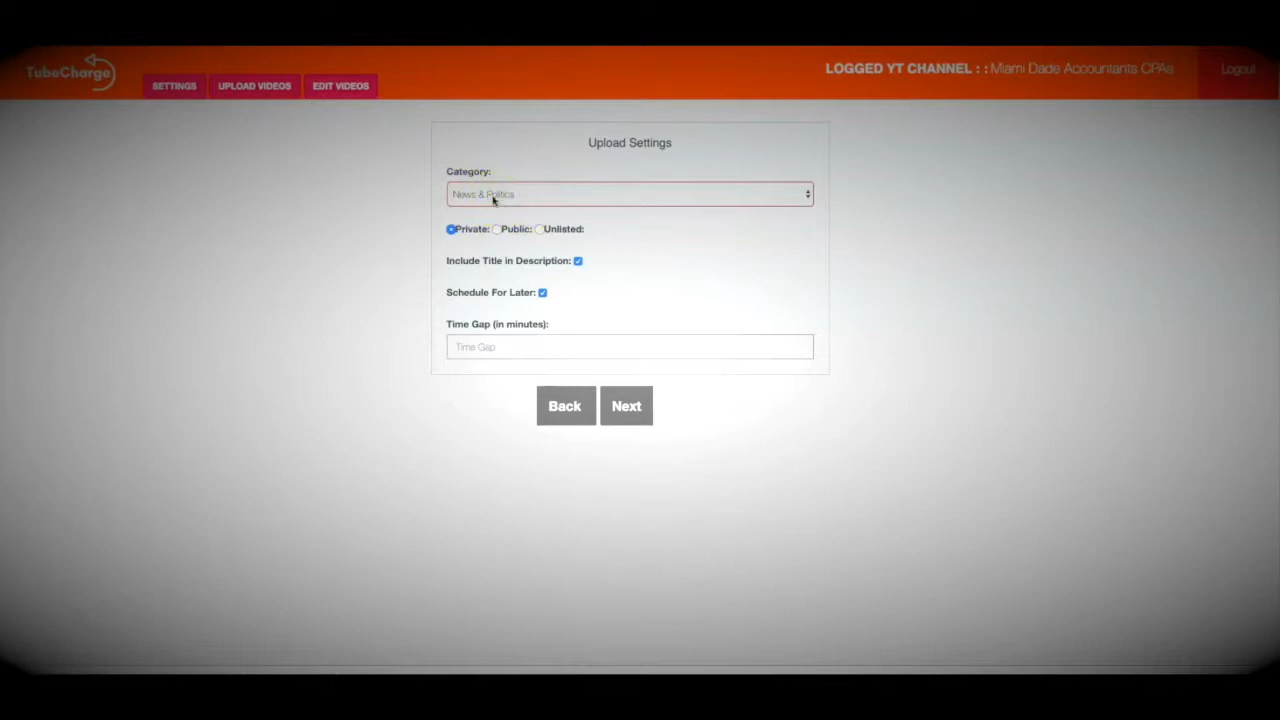 TubeCharge
SETTINGS
UPLOAD VIDEOS
EDIT VIDEOS
LOGGED YT CHANNEL : : Miami Dade Accountants CPAs
Logout
Upload Settings
Category:
News & Politics
Private: Public: Unlisted:
Include Title in Description:
Schedule For Later:
Time Gap (in minutes):
Time Gap
Back
Next